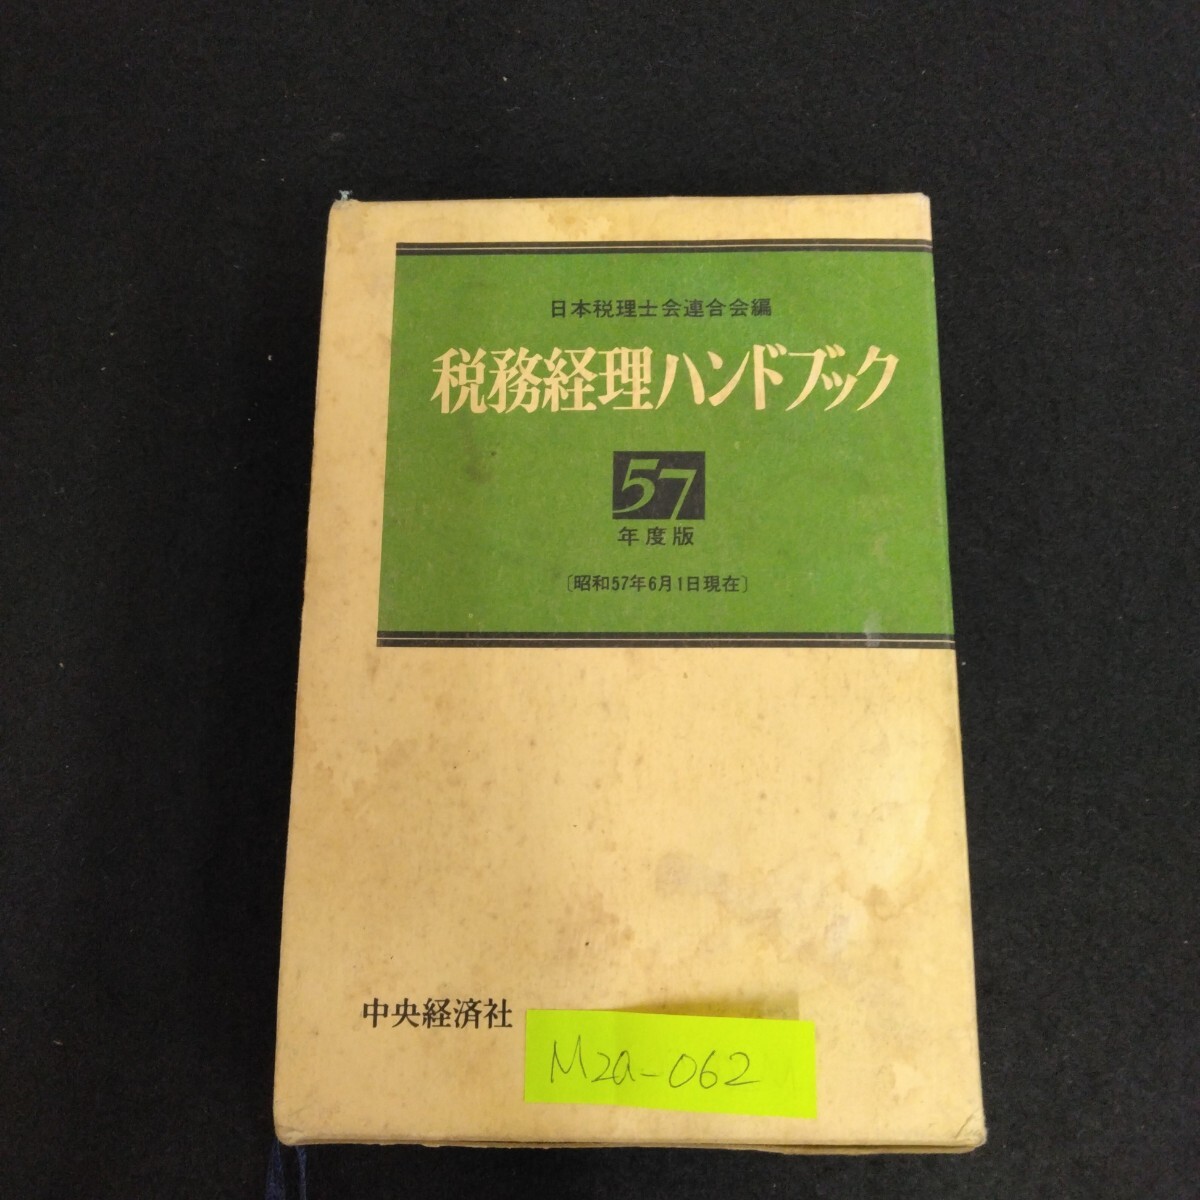 日本税理士会連合会編
税務経理ハンドブック
57
年度版
〔昭和57年6月1日現在〕
中央経済社
M2a-062